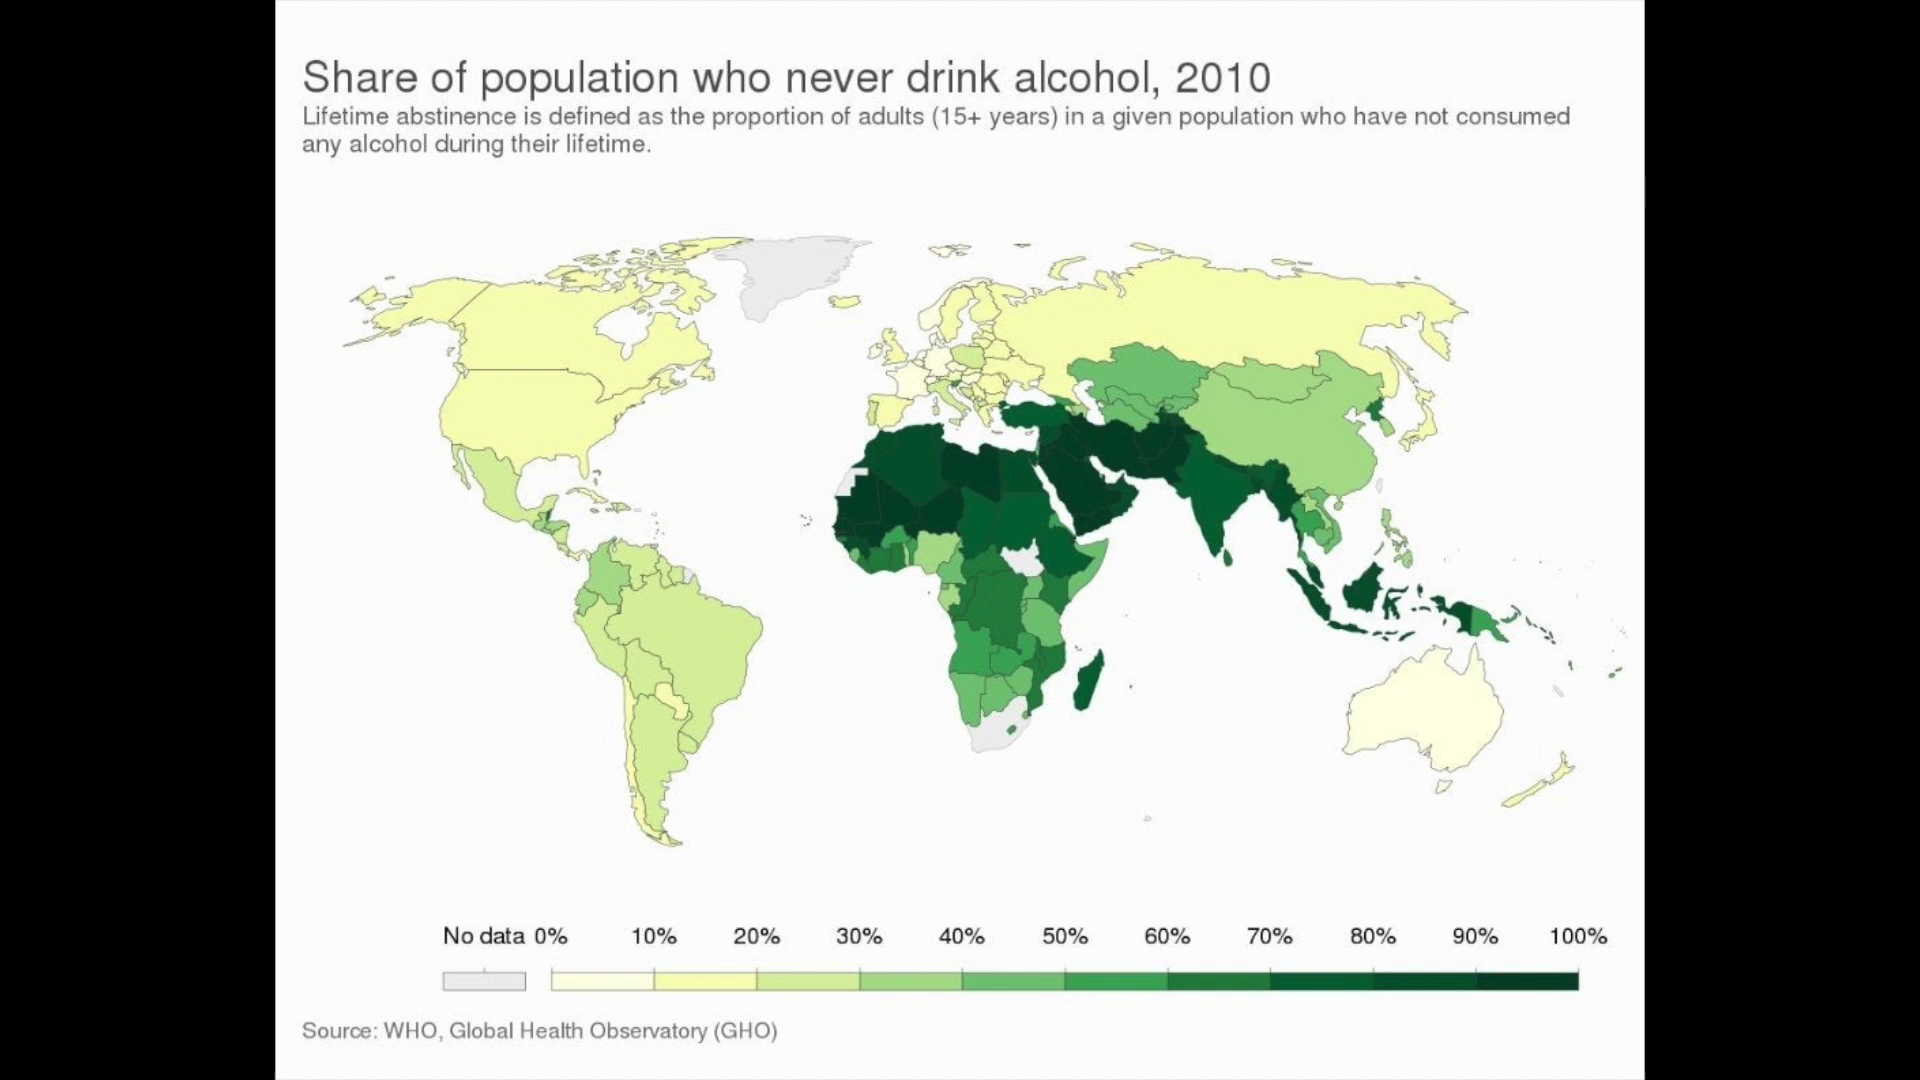 Share of population who never drink alcohol, 2010
Lifetime abstinence is defined as the proportion of adults (15+ years) in a given population who have not consumed
any alcohol during their lifetime.
No data 0% 10% 20% 30% 40% 50% 60% 70% 80% 90% 100%
Source: WHO, Global Health Observatory (GHO)